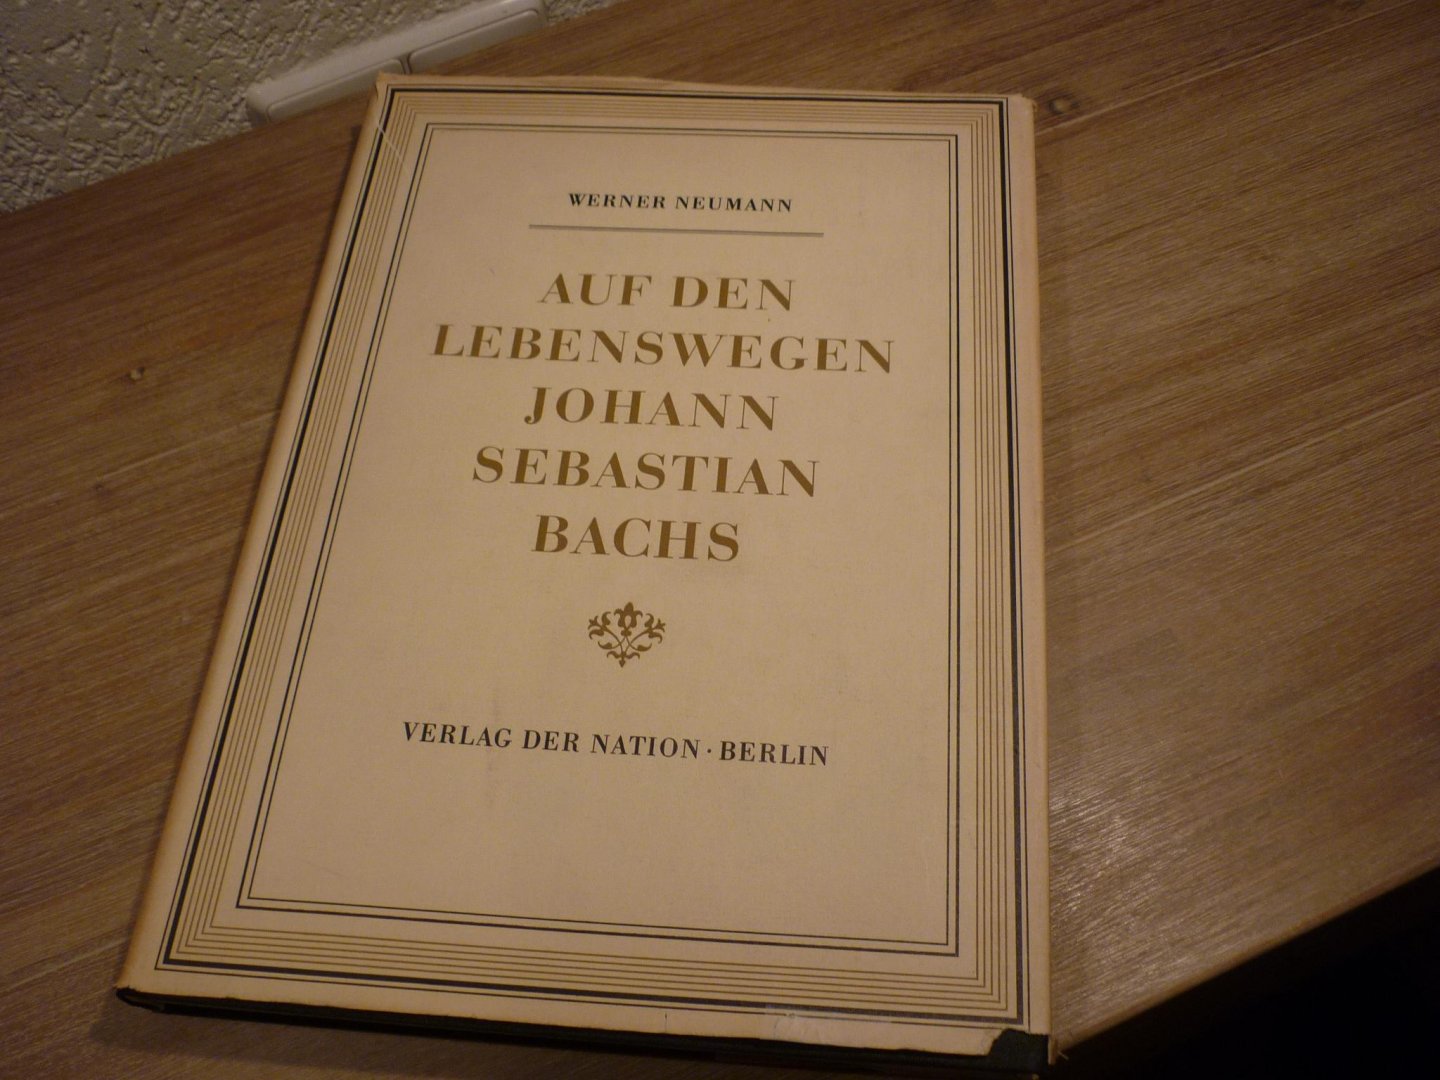 WERNER NEUMANN
AUF DEN
LEBENSWEGEN
JOHANN
SEBASTIAN
BACHS
VERLAG DER NATION · BERLIN